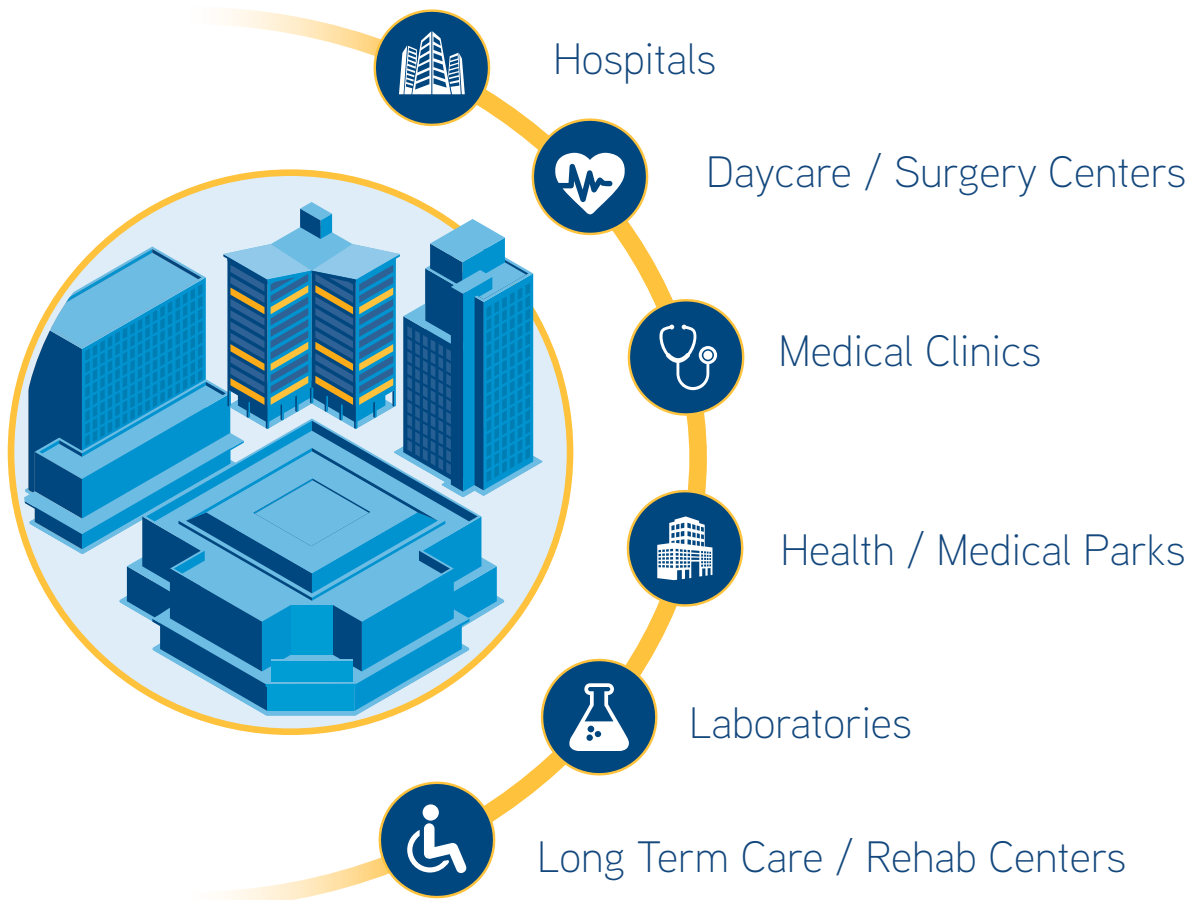 Hospitals
Daycare / Surgery Centers
Medical Clinics
Health / Medical Parks
Laboratories
Long Term Care / Rehab Centers